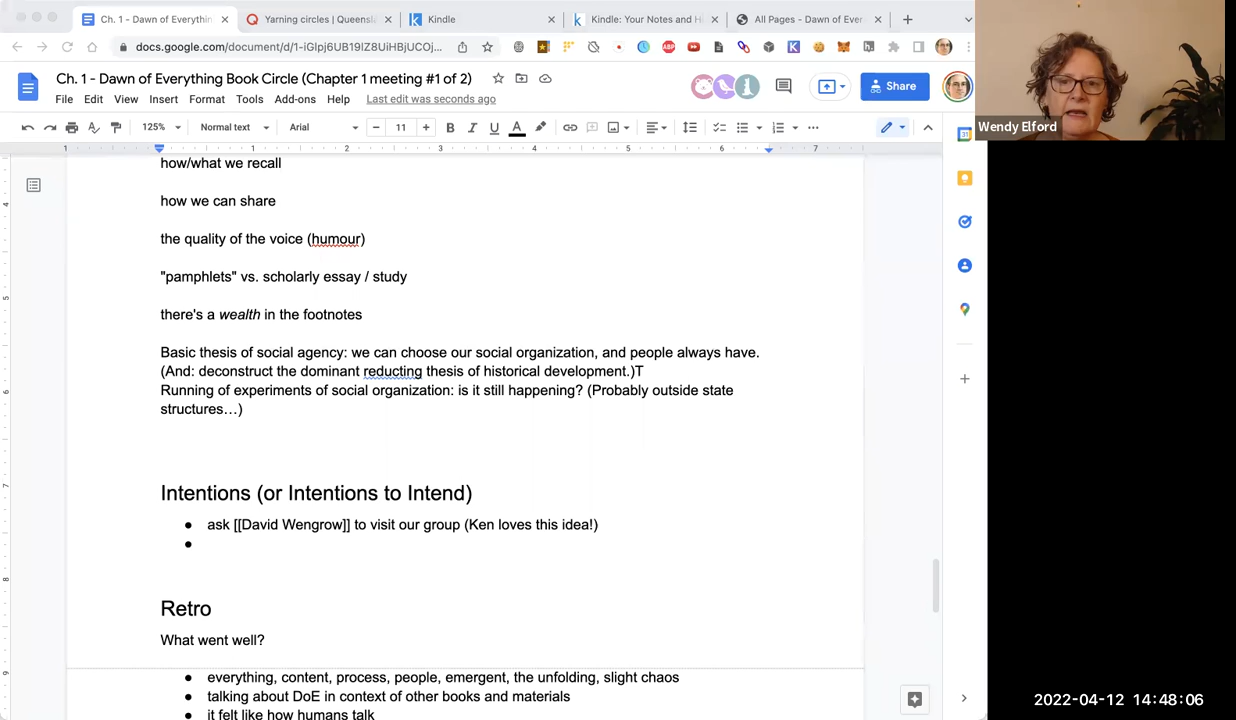 Ch. 1 - Dawn of Everythin
Yarning circles | Queensla
Kindle
Kindle: Your Notes and Hi
All Pages - Dawn of Ever
docs.google.com/document/d/1-iGlpj6UB19IZ8UiHBjUCOj...
Ch. 1 - Dawn of Everything Book Circle (Chapter 1 meeting #1 of 2)
Share
File Edit View Insert Format Tools Add-ons Help Last edit was seconds ago
125% Normal text Arial 11 B I U A
1 1 2 3 4 5 6 7
how/what we recall
how we can share
the quality of the voice (humour)
"pamphlets" vs. scholarly essay / study
there's a wealth in the footnotes
Basic thesis of social agency: we can choose our social organization, and people always have.
(And: deconstruct the dominant reducting thesis of historical development.)T
Running of experiments of social organization: is it still happening? (Probably outside state
structures…)
Intentions (or Intentions to Intend)
ask [[David Wengrow]] to visit our group (Ken loves this idea!)
Retro
What went well?
everything, content, process, people, emergent, the unfolding, slight chaos
talking about DoE in context of other books and materials
it felt like how humans talk
Wendy Elford
2022-04-12 14:48:06